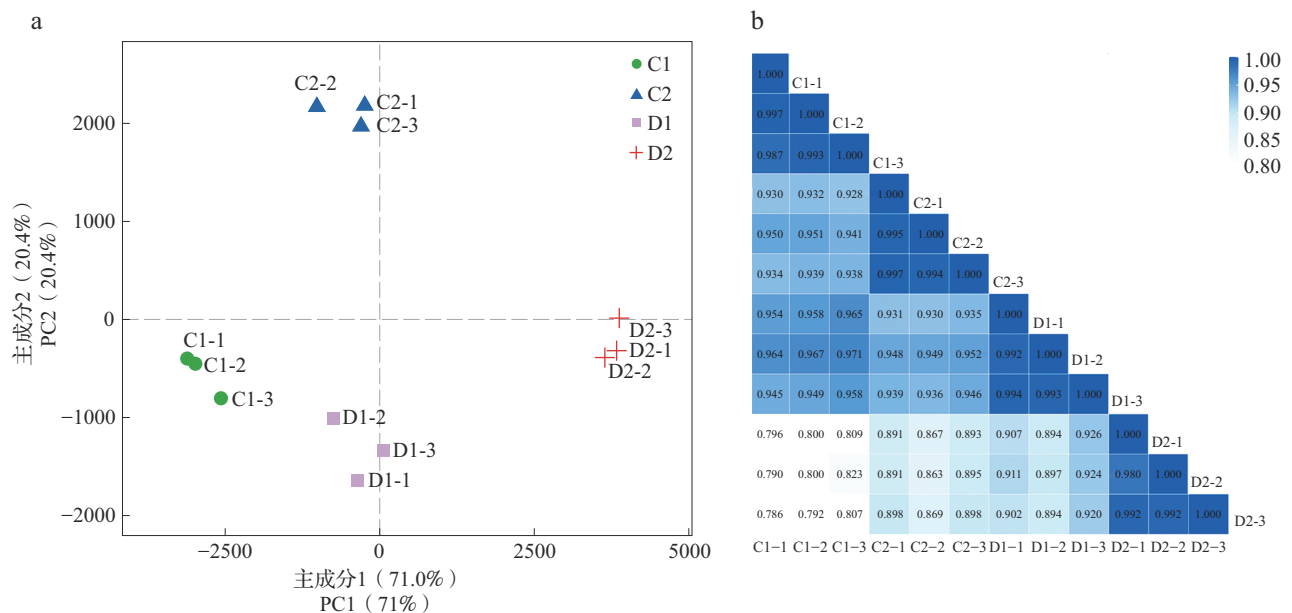 a
C1
C2
D1
D2
C2-2
C2-1
C2-3
C1-1
C1-2
C1-3
D1-2
D1-3
D1-1
D2-3
D2-1
D2-2
2000
1000
0
−1000
−2000
主成分2（20.4%）
PC2（20.4%）
−2500 0 2500 5000
主成分1（71.0%）
PC1（71%）
b
1.000 C1-1
0.997 1.000 C1-2
0.987 0.993 1.000 C1-3
0.930 0.932 0.928 1.000 C2-1
0.950 0.951 0.941 0.995 1.000 C2-2
0.934 0.939 0.938 0.997 0.994 1.000 C2-3
0.954 0.958 0.965 0.931 0.930 0.935 1.000 D1-1
0.964 0.967 0.971 0.948 0.949 0.952 0.992 1.000 D1-2
0.945 0.949 0.958 0.939 0.936 0.946 0.994 0.993 1.000 D1-3
0.796 0.800 0.809 0.891 0.867 0.893 0.907 0.894 0.926 1.000 D2-1
0.790 0.800 0.823 0.891 0.863 0.895 0.911 0.897 0.924 0.980 1.000 D2-2
0.786 0.792 0.807 0.898 0.869 0.898 0.902 0.894 0.920 0.992 0.992 1.000 D2-3
C1−1 C1−2 C1−3 C2−1 C2−2 C2−3 D1−1 D1−2 D1−3 D2−1 D2−2 D2−3
1.00
0.95
0.90
0.85
0.80